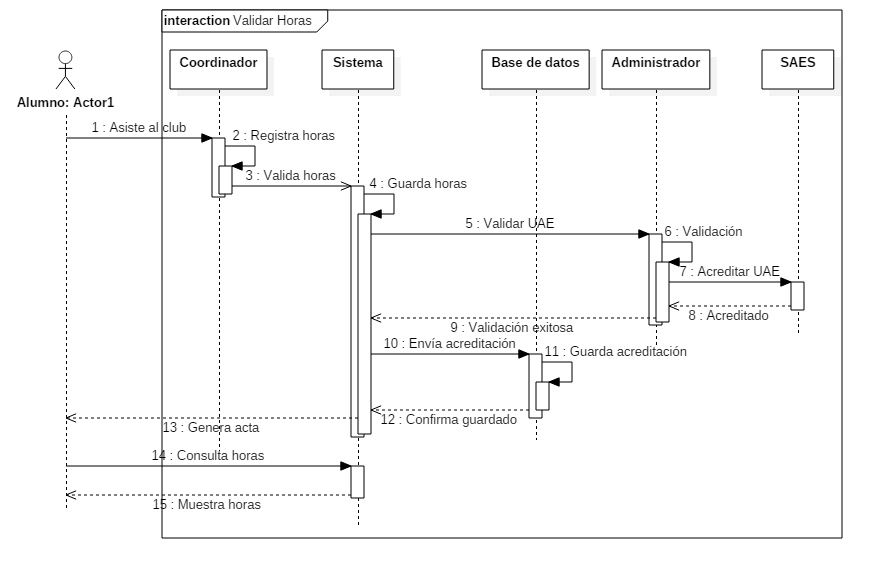 interaction Validar Horas
Coordinador
Sistema
Base de datos
Administrador
SAES
Alumno: Actor1
1 : Asiste al club
2 : Registra horas
3 : Valida horas
4 : Guarda horas
5 : Validar UAE
6 : Validación
7 : Acreditar UAE
8 : Acreditado
9 : Validación exitosa
10 : Envía acreditación
11 : Guarda acreditación
12 : Confirma guardado
13 : Genera acta
14 : Consulta horas
15 : Muestra horas